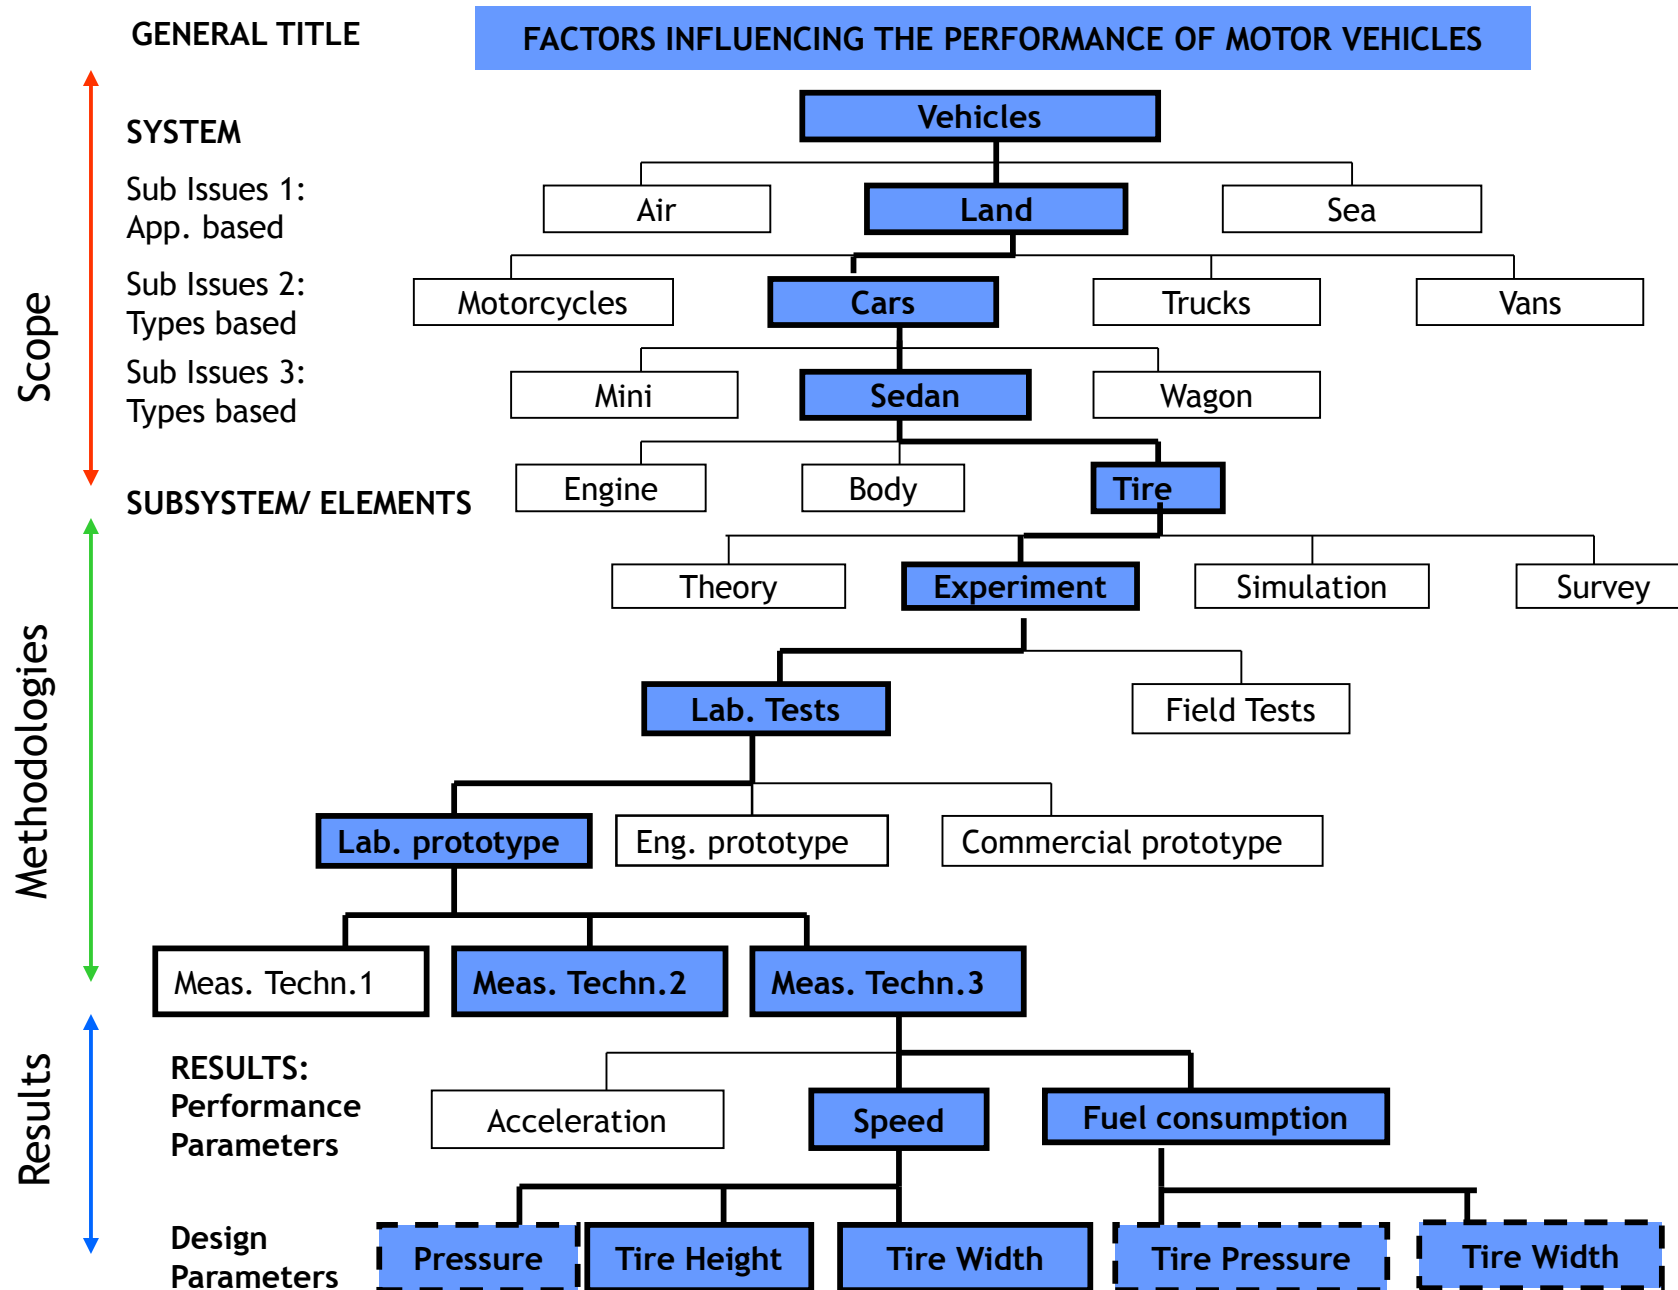 GENERAL TITLE
FACTORS INFLUENCING THE PERFORMANCE OF MOTOR VEHICLES
Vehicles
SYSTEM
Sub Issues 1:
App. based
Air
Land
Sea
Sub Issues 2:
Types based
Motorcycles
Cars
Trucks
Vans
Scope
Sub Issues 3:
Types based
Mini
Sedan
Wagon
Engine
Body
Tire
SUBSYSTEM/ ELEMENTS
Theory
Experiment
Simulation
Survey
Methodologies
Lab. Tests
Field Tests
Lab. prototype
Eng. prototype
Commercial prototype
Meas. Techn.1
Meas. Techn.2
Meas. Techn.3
Results
RESULTS:
Performance
Parameters
Acceleration
Speed
Fuel consumption
Design
Parameters
Pressure
Tire Height
Tire Width
Tire Pressure
Tire Width